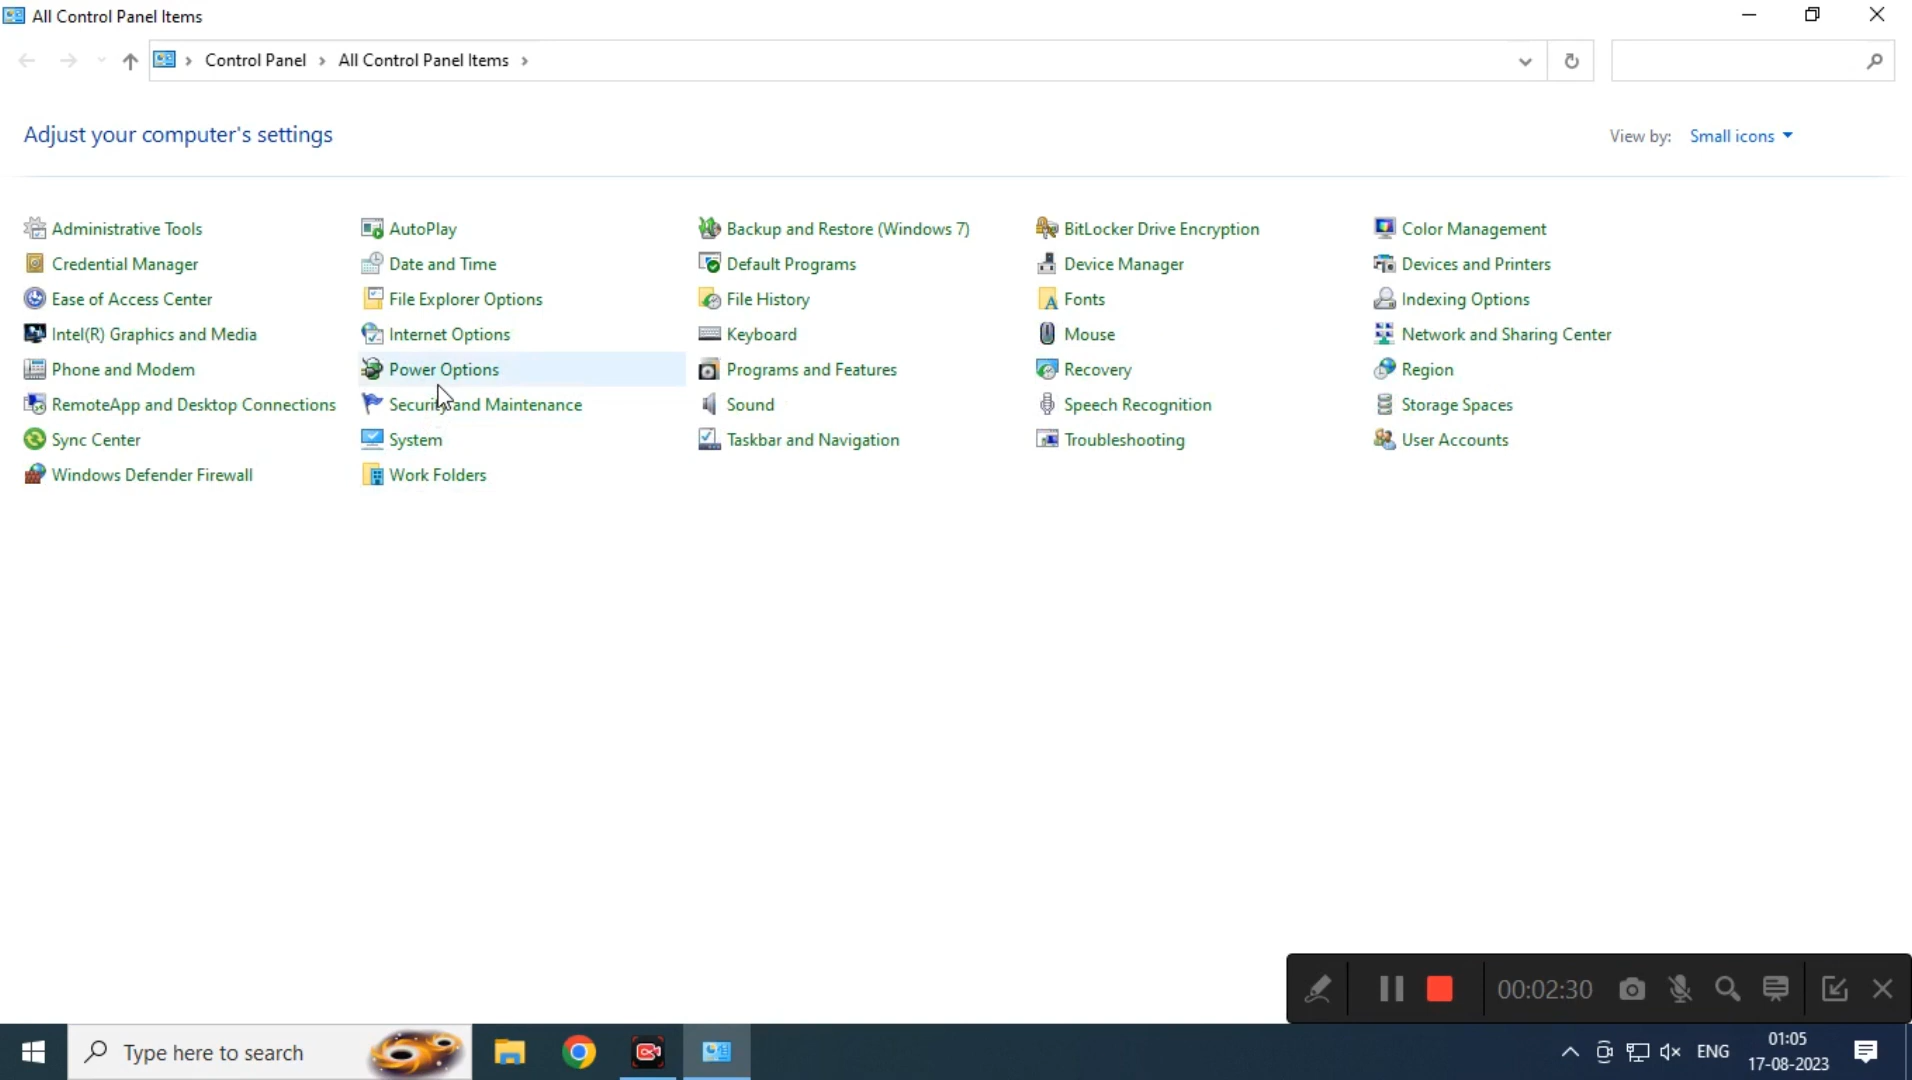 All Control Panel Items
Control Panel > All Control Panel Items >
Adjust your computer's settings
View by: Small icons
Administrative Tools AutoPlay Backup and Restore (Windows 7) BitLocker Drive Encryption Color Management
Credential Manager Date and Time Default Programs Device Manager Devices and Printers
Ease of Access Center File Explorer Options File History Fonts Indexing Options
Intel(R) Graphics and Media Internet Options Keyboard Mouse Network and Sharing Center
Phone and Modem Power Options Programs and Features Recovery Region
RemoteApp and Desktop Connections Security and Maintenance Sound Speech Recognition Storage Spaces
Sync Center System Taskbar and Navigation Troubleshooting User Accounts
Windows Defender Firewall Work Folders
00:02:30
Type here to search
ENG
01:05
17-08-2023